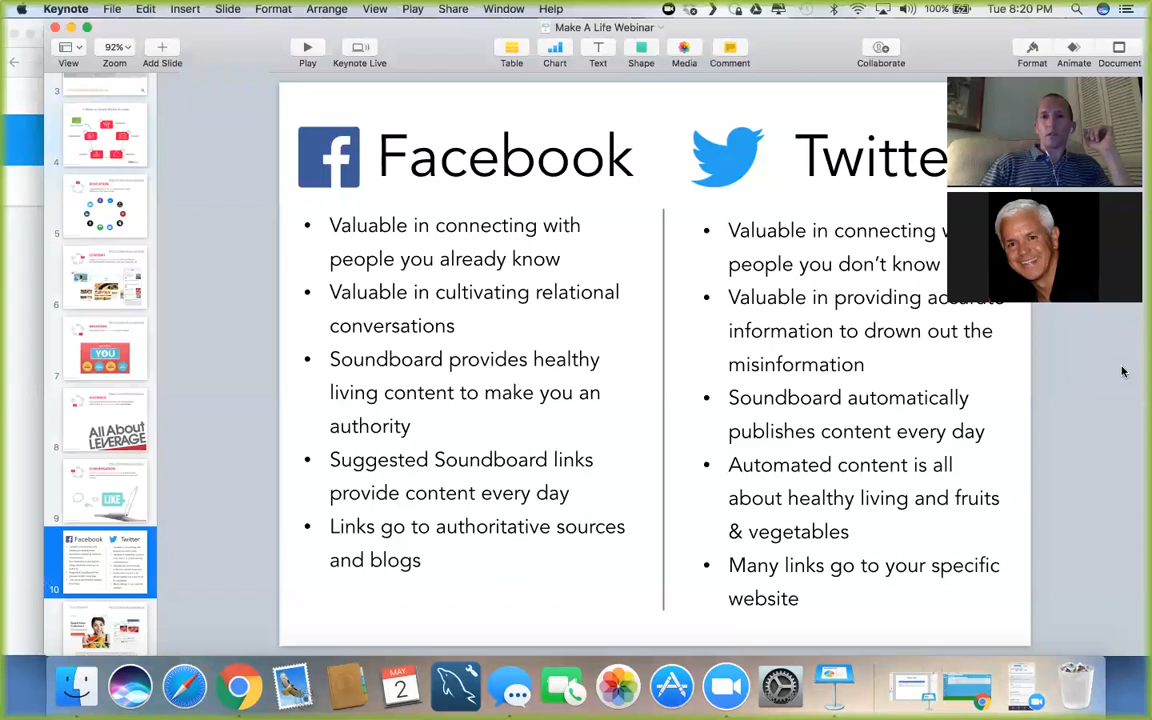 Keynote File Edit Insert Slide Format Arrange View Play Share Window Help 100% Tue 8:20 PM
Make A Life Webinar
92%
View Zoom Add Slide Play Keynote Live Table Chart Text Shape Media Comment Collaborate Format Animate Document
Facebook
Valuable in connecting with
people you already know
Valuable in cultivating relational
conversations
Soundboard provides healthy
living content to make you an
authority
Suggested Soundboard links
provide content every day
Links go to authoritative sources
and blogs
Twitte
Valuable in connecting
people you don't know
Valuable in providing accurate
information to drown out the
misinformation
Soundboard automatically
publishes content every day
Automated content is all
about healthy living and fruits
& vegetables
Many links go to your specific
website
3
4
5
6
7
YOU
8
All About
LEVERAGE
9
LIKE
10
Facebook Twitter
MAY
2